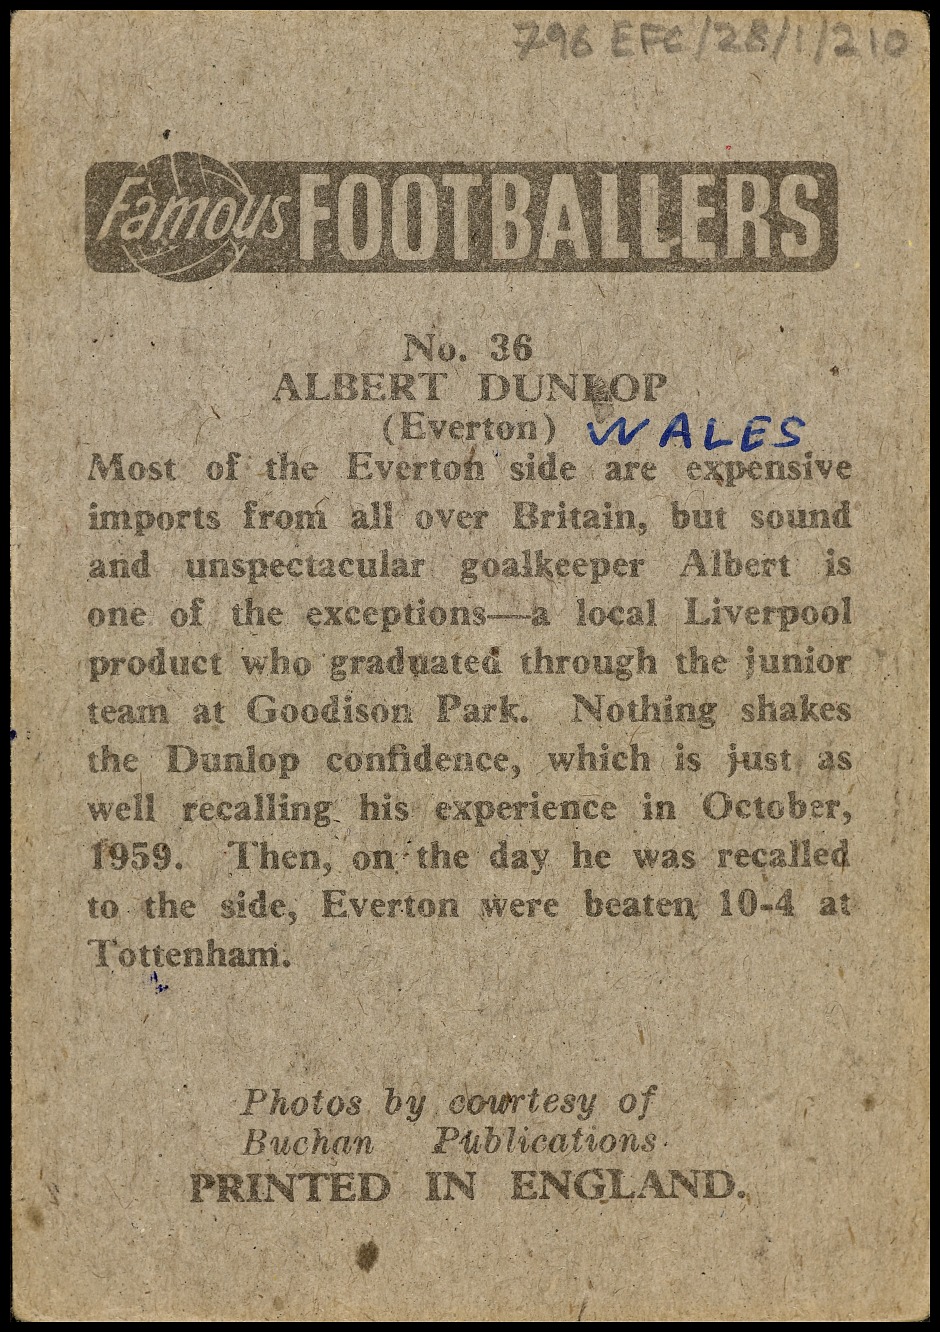 796 EFC/28/1/210
Famous FOOTBALLERS
No. 36
ALBERT DUNLOP
(Everton) WALES
Most of the Everton side are expensive
imports from all over Britain, but sound
and unspectacular goalkeeper Albert is
one of the exceptions—a local Liverpool
product who graduated through the junior
team at Goodison Park. Nothing shakes
the Dunlop confidence, which is just as
well recalling his experience in October,
1959. Then, on the day he was recalled
to the side, Everton were beaten 10-4 at
Tottenham.
Photos by courtesy of
Buchan Publications
PRINTED IN ENGLAND.